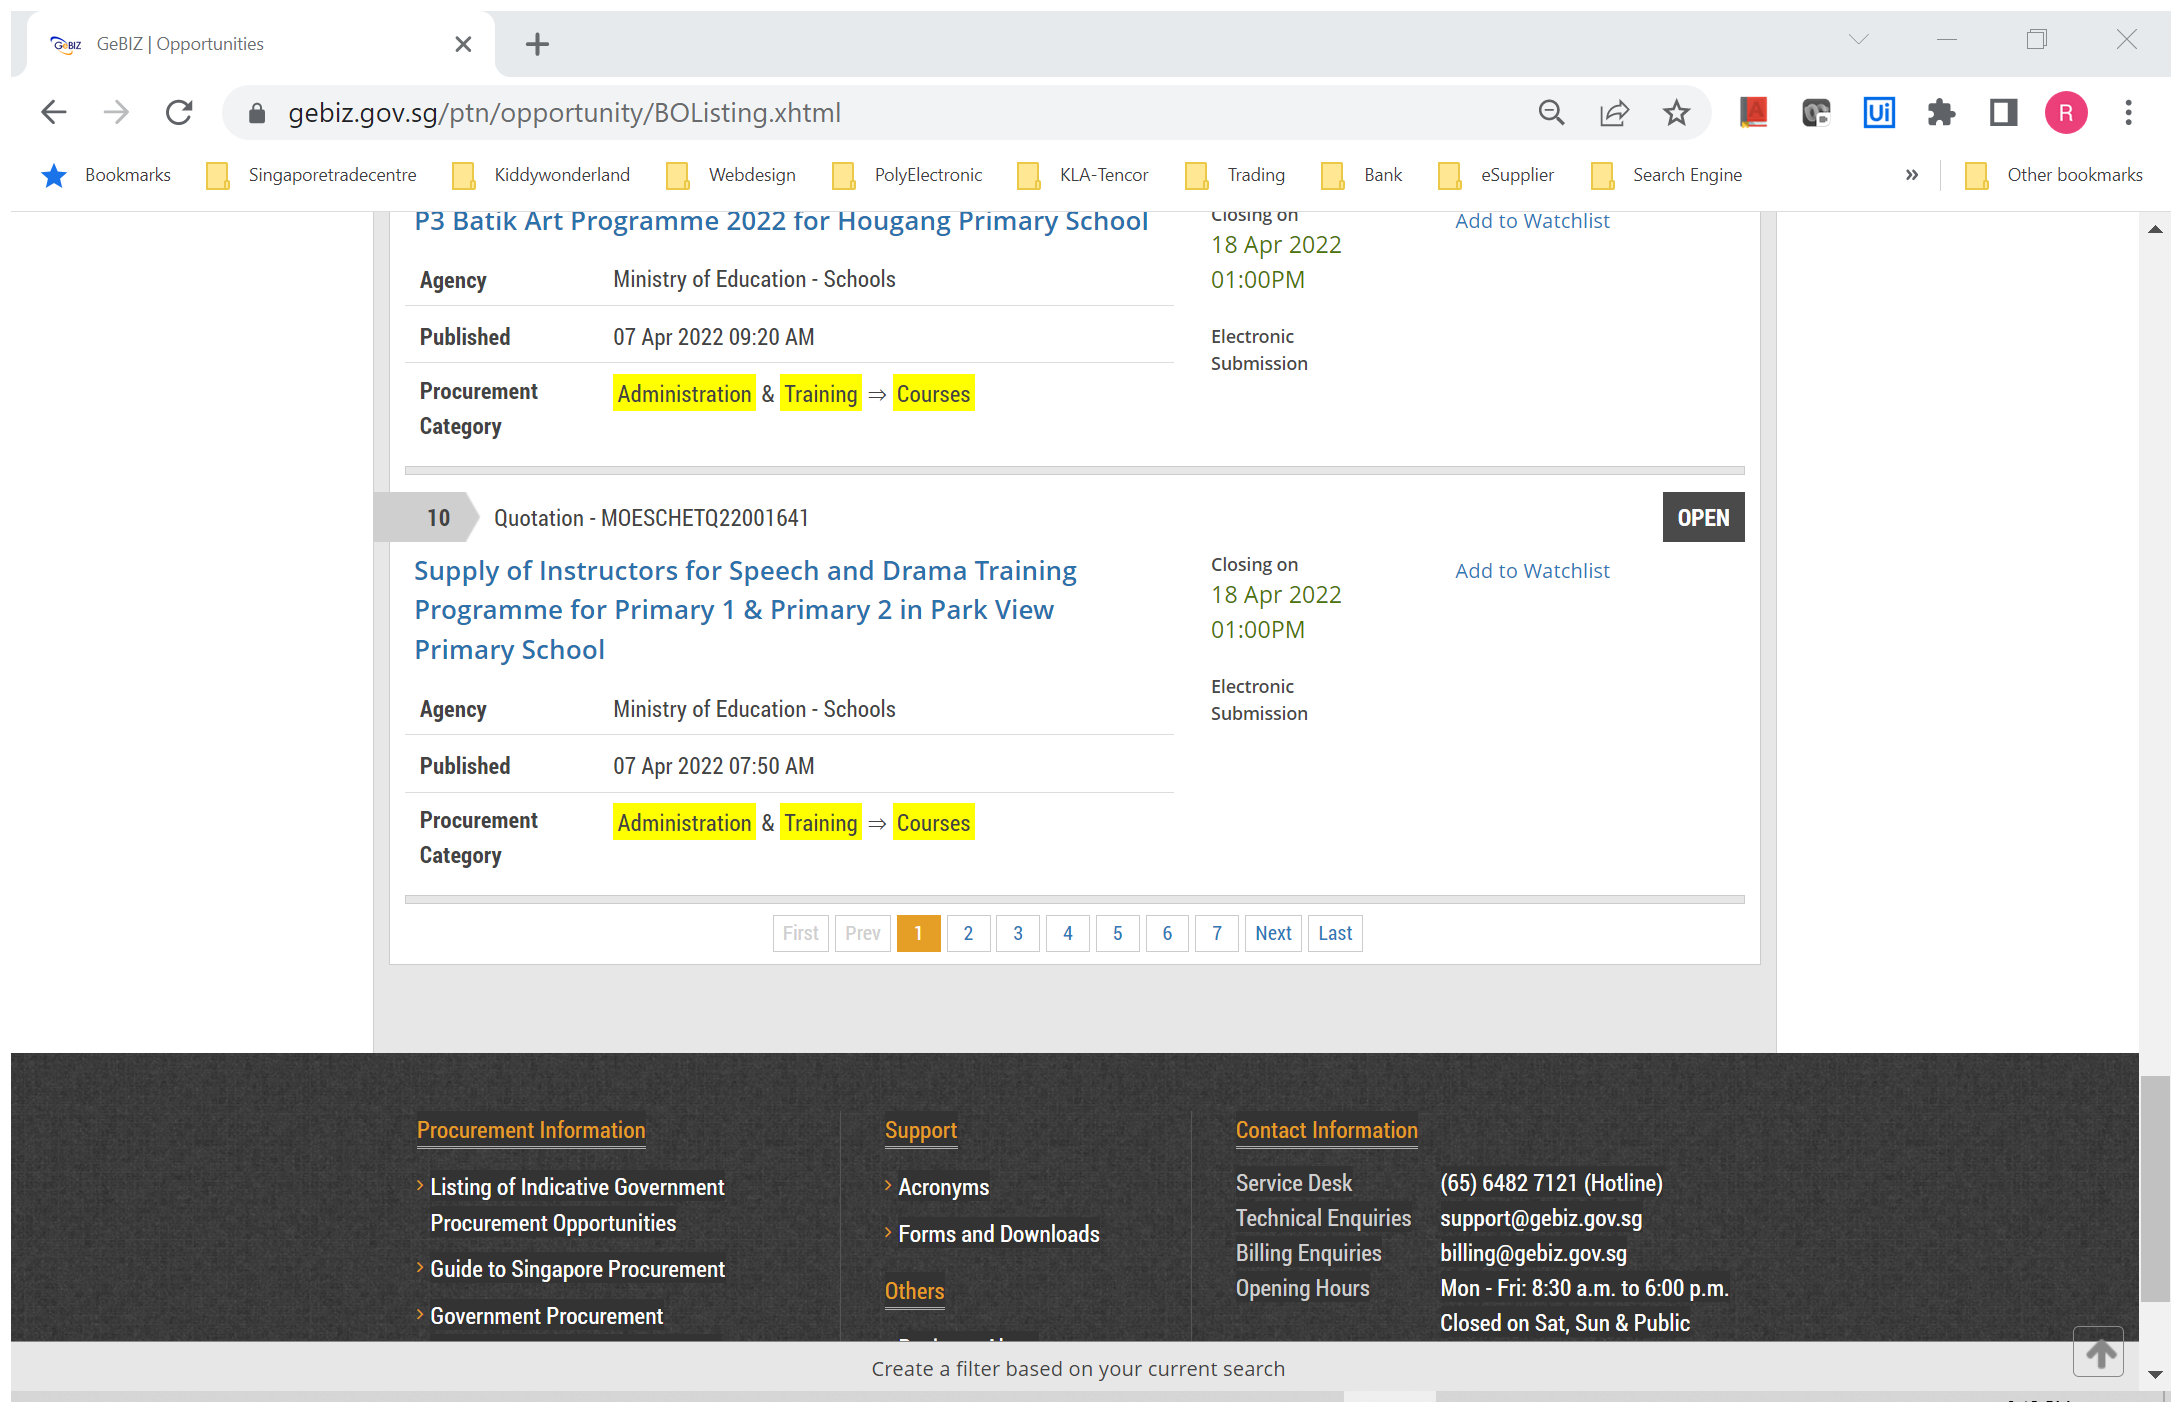 GeBIZ | Opportunities
gebiz.gov.sg/ptn/opportunity/BOListing.xhtml
Bookmarks Singaporetradecentre Kiddywonderland Webdesign PolyElectronic KLA-Tencor Trading Bank eSupplier Search Engine » Other bookmarks
P3 Batik Art Programme 2022 for Hougang Primary School
Closing on
18 Apr 2022
01:00PM
Add to Watchlist
Agency Ministry of Education - Schools
Published 07 Apr 2022 09:20 AM
Electronic
Submission
Procurement
Category
Administration & Training ⇒ Courses
10 Quotation - MOESCHETQ22001641
OPEN
Supply of Instructors for Speech and Drama Training
Programme for Primary 1 & Primary 2 in Park View
Primary School
Closing on
18 Apr 2022
01:00PM
Add to Watchlist
Electronic
Submission
Agency Ministry of Education - Schools
Published 07 Apr 2022 07:50 AM
Procurement
Category
Administration & Training ⇒ Courses
First Prev 1 2 3 4 5 6 7 Next Last
Procurement Information
Listing of Indicative Government
Procurement Opportunities
Guide to Singapore Procurement
Government Procurement
Support
Acronyms
Forms and Downloads
Others
Contact Information
Service Desk (65) 6482 7121 (Hotline)
Technical Enquiries support@gebiz.gov.sg
Billing Enquiries billing@gebiz.gov.sg
Opening Hours Mon - Fri: 8:30 a.m. to 6:00 p.m.
Closed on Sat, Sun & Public
Create a filter based on your current search